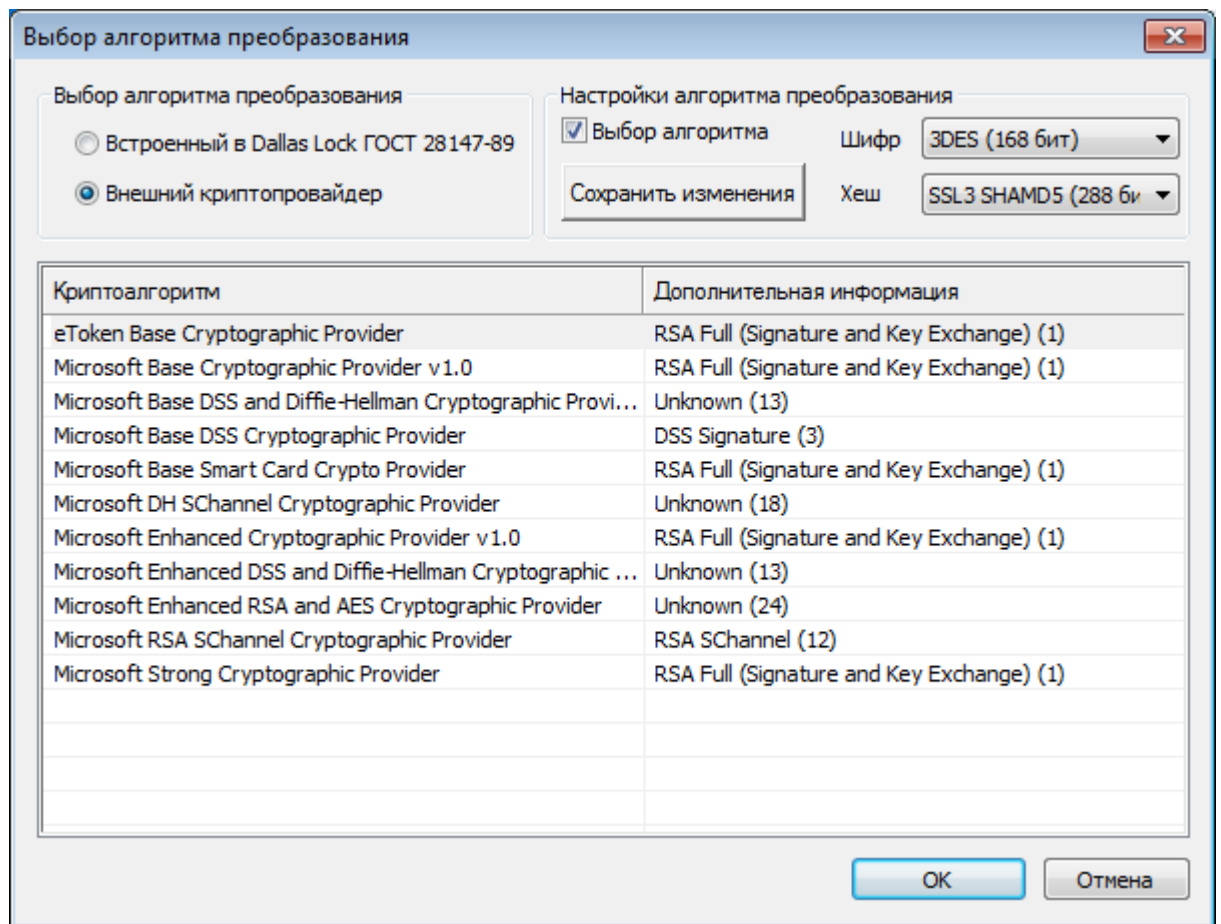 Выбор алгоритма преобразования
Выбор алгоритма преобразования
Встроенный в Dallas Lock ГОСТ 28147-89
Внешний криптопровайдер
Настройки алгоритма преобразования
Выбор алгоритма
Шифр 3DES (168 бит)
Сохранить изменения
Хеш SSL3 SHAMD5 (288 би
Криптоалгоритм Дополнительная информация
eToken Base Cryptographic Provider RSA Full (Signature and Key Exchange) (1)
Microsoft Base Cryptographic Provider v1.0 RSA Full (Signature and Key Exchange) (1)
Microsoft Base DSS and Diffie-Hellman Cryptographic Provi... Unknown (13)
Microsoft Base DSS Cryptographic Provider DSS Signature (3)
Microsoft Base Smart Card Crypto Provider RSA Full (Signature and Key Exchange) (1)
Microsoft DH SChannel Cryptographic Provider Unknown (18)
Microsoft Enhanced Cryptographic Provider v1.0 RSA Full (Signature and Key Exchange) (1)
Microsoft Enhanced DSS and Diffie-Hellman Cryptographic ... Unknown (13)
Microsoft Enhanced RSA and AES Cryptographic Provider Unknown (24)
Microsoft RSA SChannel Cryptographic Provider RSA SChannel (12)
Microsoft Strong Cryptographic Provider RSA Full (Signature and Key Exchange) (1)
OK Отмена